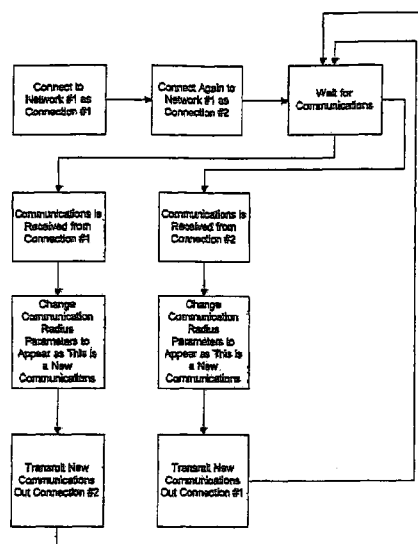 Connect to
Network #1 as
Connection #1
Connect Again to
Network #1 as
Connection #2
Wait for
Communications
Communications is
Received from
Connection #1
Communications is
Received from
Connection #2
Change
Communication
Radius
Parameters to
Appear as This is
a New
Communications
Change
Communication
Radius
Parameters to
Appear as This is
a New
Communications
Transmit New
Communications
Out Connection #2
Transmit New
Communications
Out Connection #1